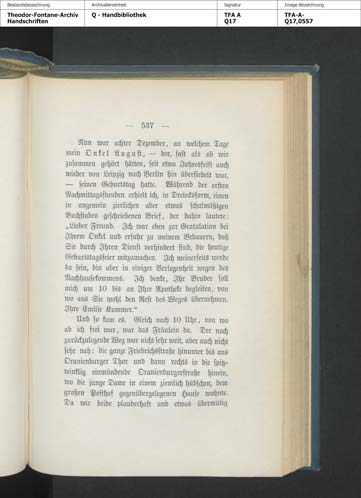 Bestandsbezeichnung
Archivalieneinheit
Signatur
Image-Bezeichnung
Theodor-Fontane-Archiv
Handschriften
Q - Handbibliothek
TFA A
Q17
TFA-A-
Q17,0557
— 537 —
Nun war achter Dezember, an welchem Tage
mein Onkel August, — der, fast als ob wir
zusammen gehört hätten, seit etwa Jahresfrist auch
wieder von Leipzig nach Berlin hin übersiedelt war,
— seinen Geburtstag hatte. Während der ersten
Nachmittagsstunden erhielt ich, in Dreiecksform, einen
in ungemein zierlichen aber etwas schulmäßigen
Buchstaben geschriebenen Brief, der dahin lautete:
„Lieber Freund. Ich war eben zur Gratulation bei
Ihrem Onkel und erfuhr zu meinem Bedauern, daß
Sie durch Ihren Dienst verhindert sind, die heutige
Geburtstagsfeier mitzumachen. Ich meinerseits werde
da sein, bin aber in einiger Verlegenheit wegen des
Nachhausekommens. Ich denke, Ihr Bruder soll
mich um 10 bis an Ihre Apotheke begleiten, von
wo aus Sie wohl den Rest des Weges übernehmen.
Ihre Emilie Kummer.“
Und so kam es. Gleich nach 10 Uhr, von wo
ab ich frei war, war das Fräulein da. Der noch
zurückzulegende Weg war nicht sehr weit, aber auch nicht
sehr nah: die ganze Friedrichstraße hinunter bis ans
Oranienburger Thor und dann rechts in die spitz-
winklig einmündende Oranienburgerstraße hinein,
wo die junge Dame in einem ziemlich hübschen, dem
großen Posthof gegenübergelegenen Hause wohnte.
Da wir beide plauderhaft und etwas übermütig